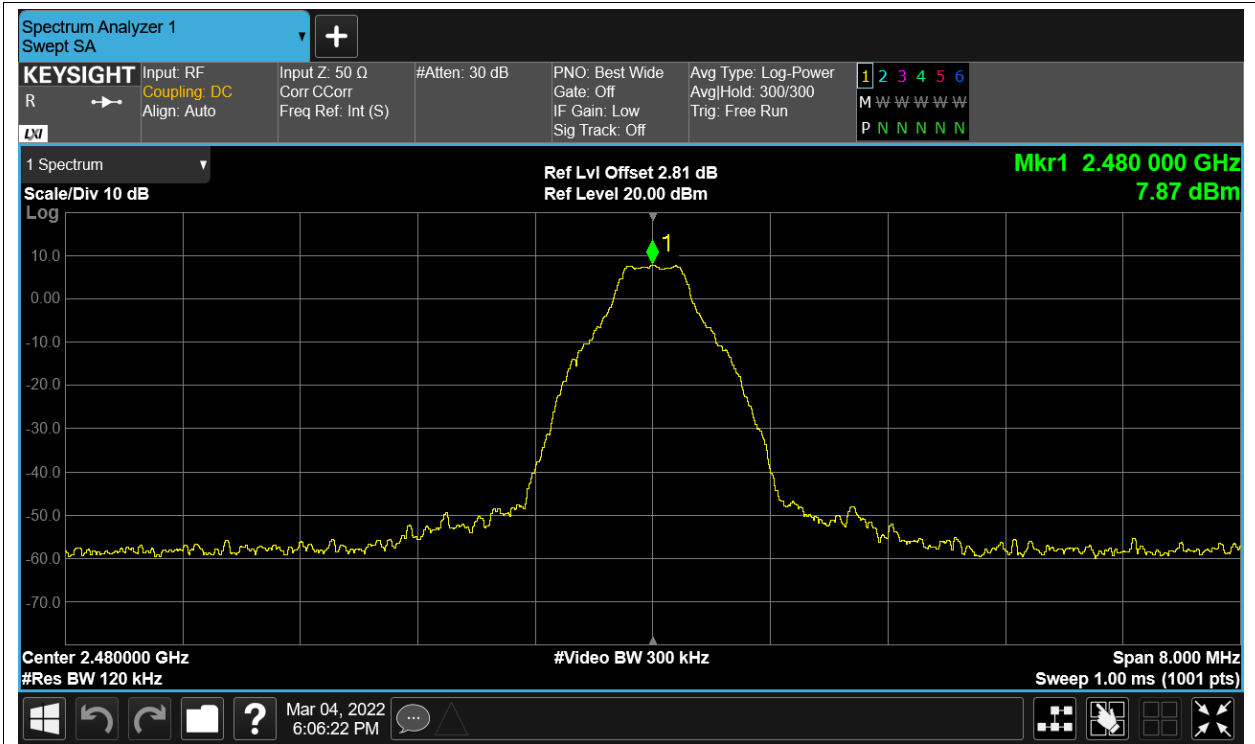 Spectrum Analyzer 1
Swept SA
KEYSIGHT
R
LXI
Input: RF
Coupling: DC
Align: Auto
Input Z: 50 Ω
Corr CCorr
Freq Ref: Int (S)
#Atten: 30 dB
PNO: Best Wide
Gate: Off
IF Gain: Low
Sig Track: Off
Avg Type: Log-Power
Avg|Hold: 300/300
Trig: Free Run
1 2 3 4 5 6
M W W W W W
P N N N N N
1 Spectrum
Scale/Div 10 dB
Log
Ref Lvl Offset 2.81 dB
Ref Level 20.00 dBm
Mkr1 2.480 000 GHz
7.87 dBm
1
10.0
0.00
-10.0
-20.0
-30.0
-40.0
-50.0
-60.0
-70.0
Center 2.480000 GHz
#Video BW 300 kHz
Span 8.000 MHz
#Res BW 120 kHz
Sweep 1.00 ms (1001 pts)
?
Mar 04, 2022
6:06:22 PM